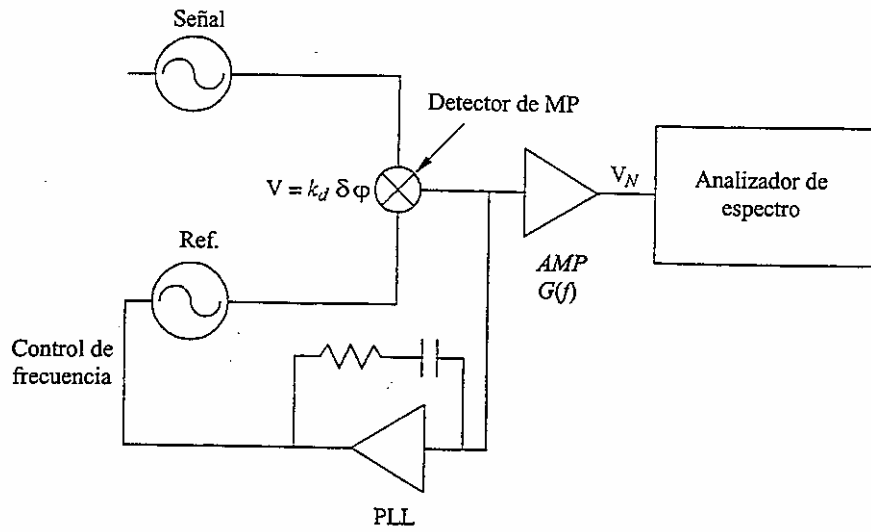 Señal
Detector de MP
V = k_d δφ
V_N
Analizador de
espectro
Ref.
AMP
G(f)
Control de
frecuencia
PLL